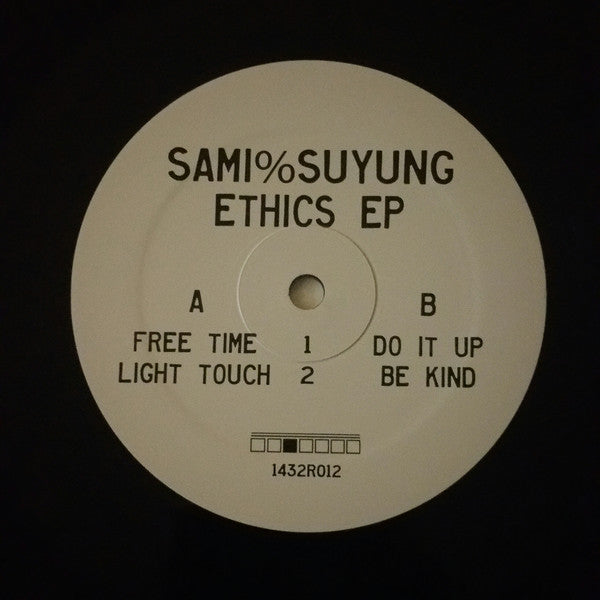 SAMI%SUYUNG
ETHICS EP
A B
FREE TIME 1 DO IT UP
LIGHT TOUCH 2 BE KIND
1432R012